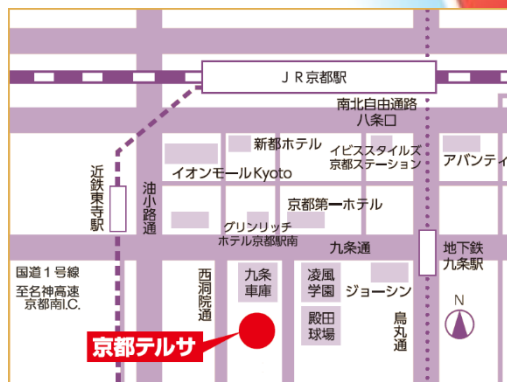 JR京都駅
南北自由通路
八条口
新都ホテル
イビススタイルズ
京都ステーション
アバンティ
イオンモールKyoto
近鉄東寺駅
油小路通
京都第一ホテル
グリンリッチ
ホテル京都駅南
九条通
地下鉄
九条駅
国道1号線
至名神高速
京都南I.C.
西洞院通
九条
車庫
凌風
学園
ジョーシン
殿田
球場
烏丸通
N
京都テルサ